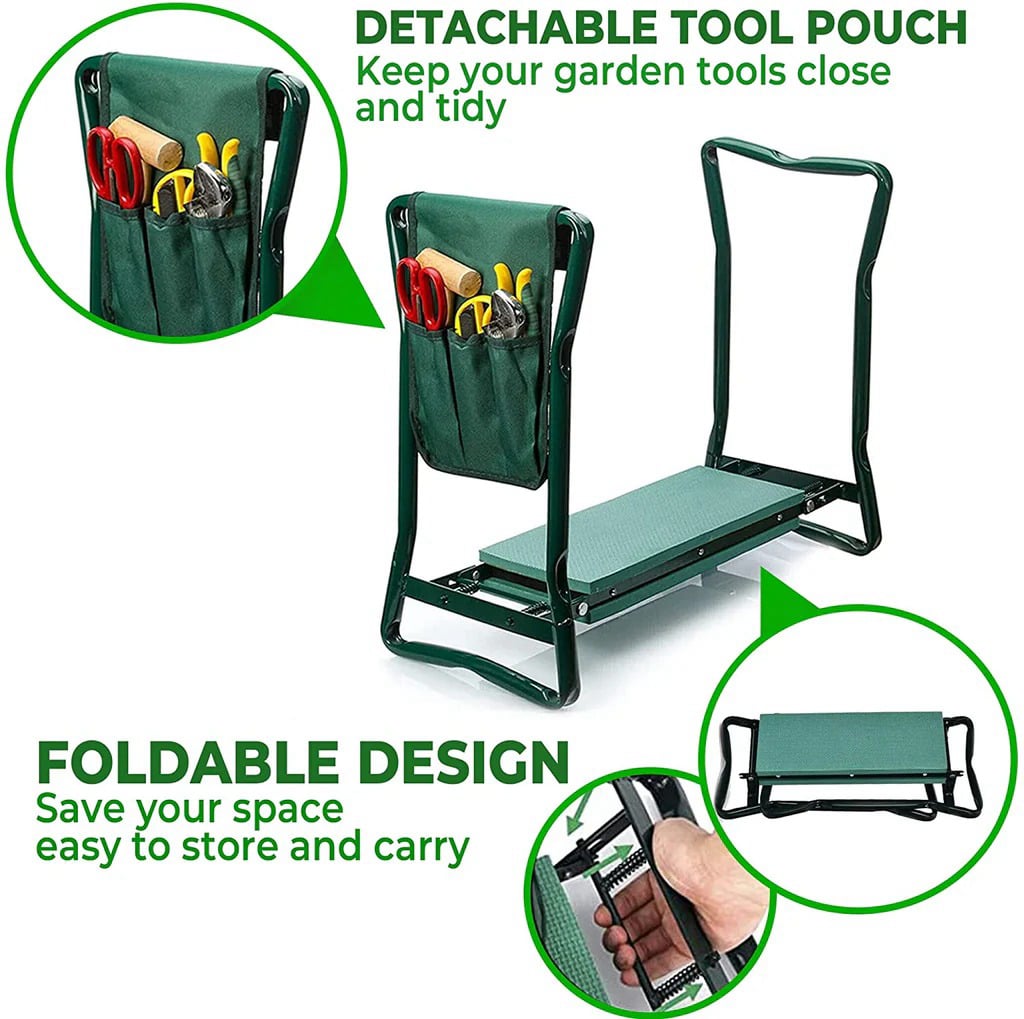 DETACHABLE TOOL POUCH
Keep your garden tools close
and tidy
FOLDABLE DESIGN
Save your space
easy to store and carry